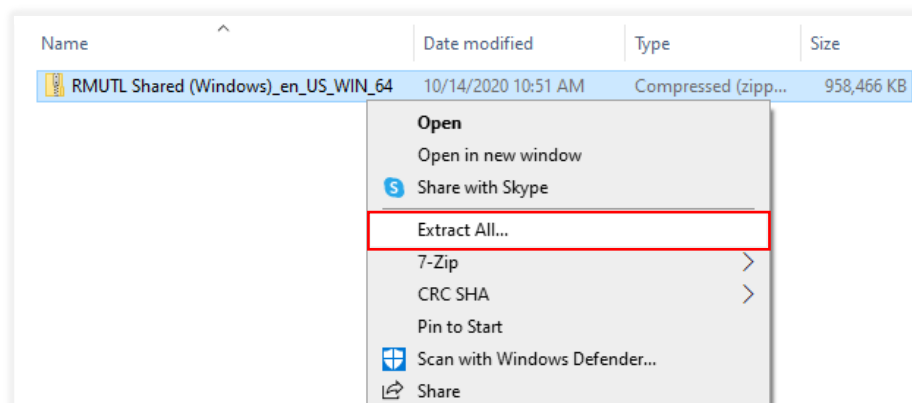 Name Date modified Type Size
RMUTL Shared (Windows)_en_US_WIN_64 10/14/2020 10:51 AM Compressed (zipp... 958,466 KB
Open
Open in new window
Share with Skype
Extract All...
7-Zip
CRC SHA
Pin to Start
Scan with Windows Defender...
Share